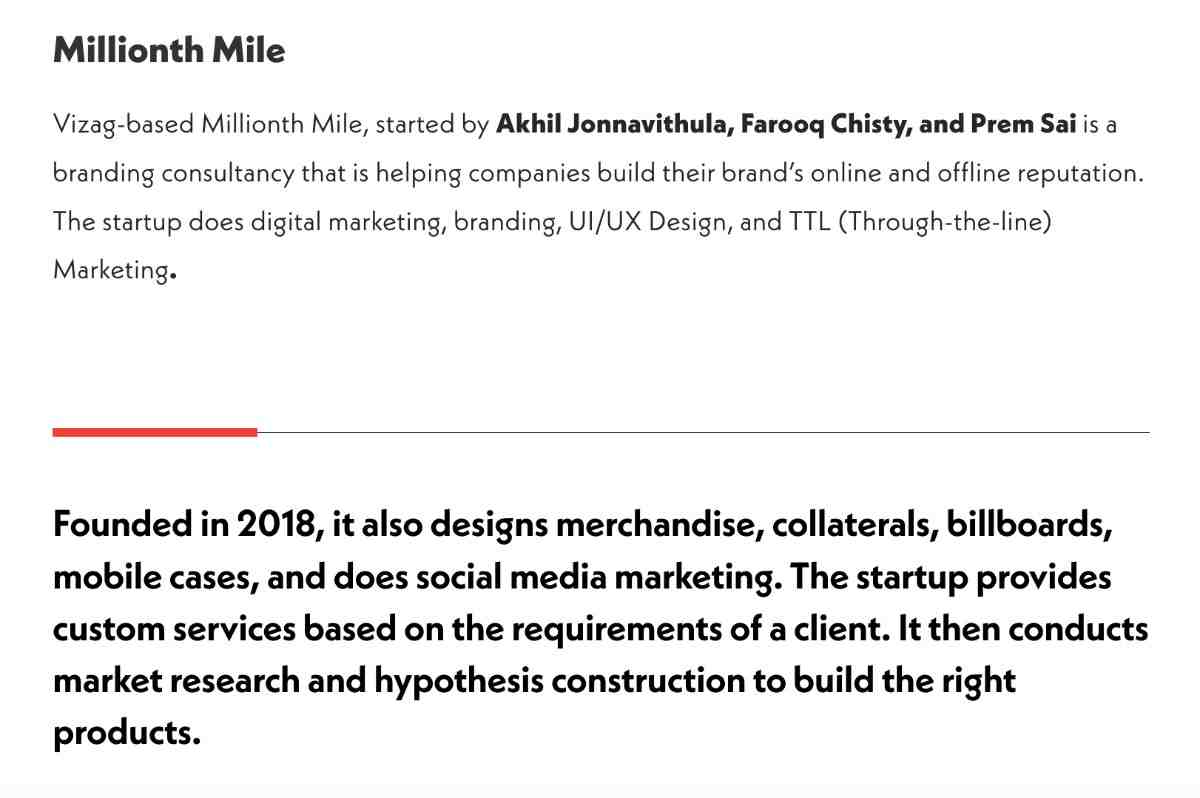 Millionth Mile
Vizag-based Millionth Mile, started by Akhil Jonnavithula, Farooq Chisty, and Prem Sai is a
branding consultancy that is helping companies build their brand’s online and offline reputation.
The startup does digital marketing, branding, UI/UX Design, and TTL (Through-the-line)
Marketing.
Founded in 2018, it also designs merchandise, collaterals, billboards,
mobile cases, and does social media marketing. The startup provides
custom services based on the requirements of a client. It then conducts
market research and hypothesis construction to build the right
products.